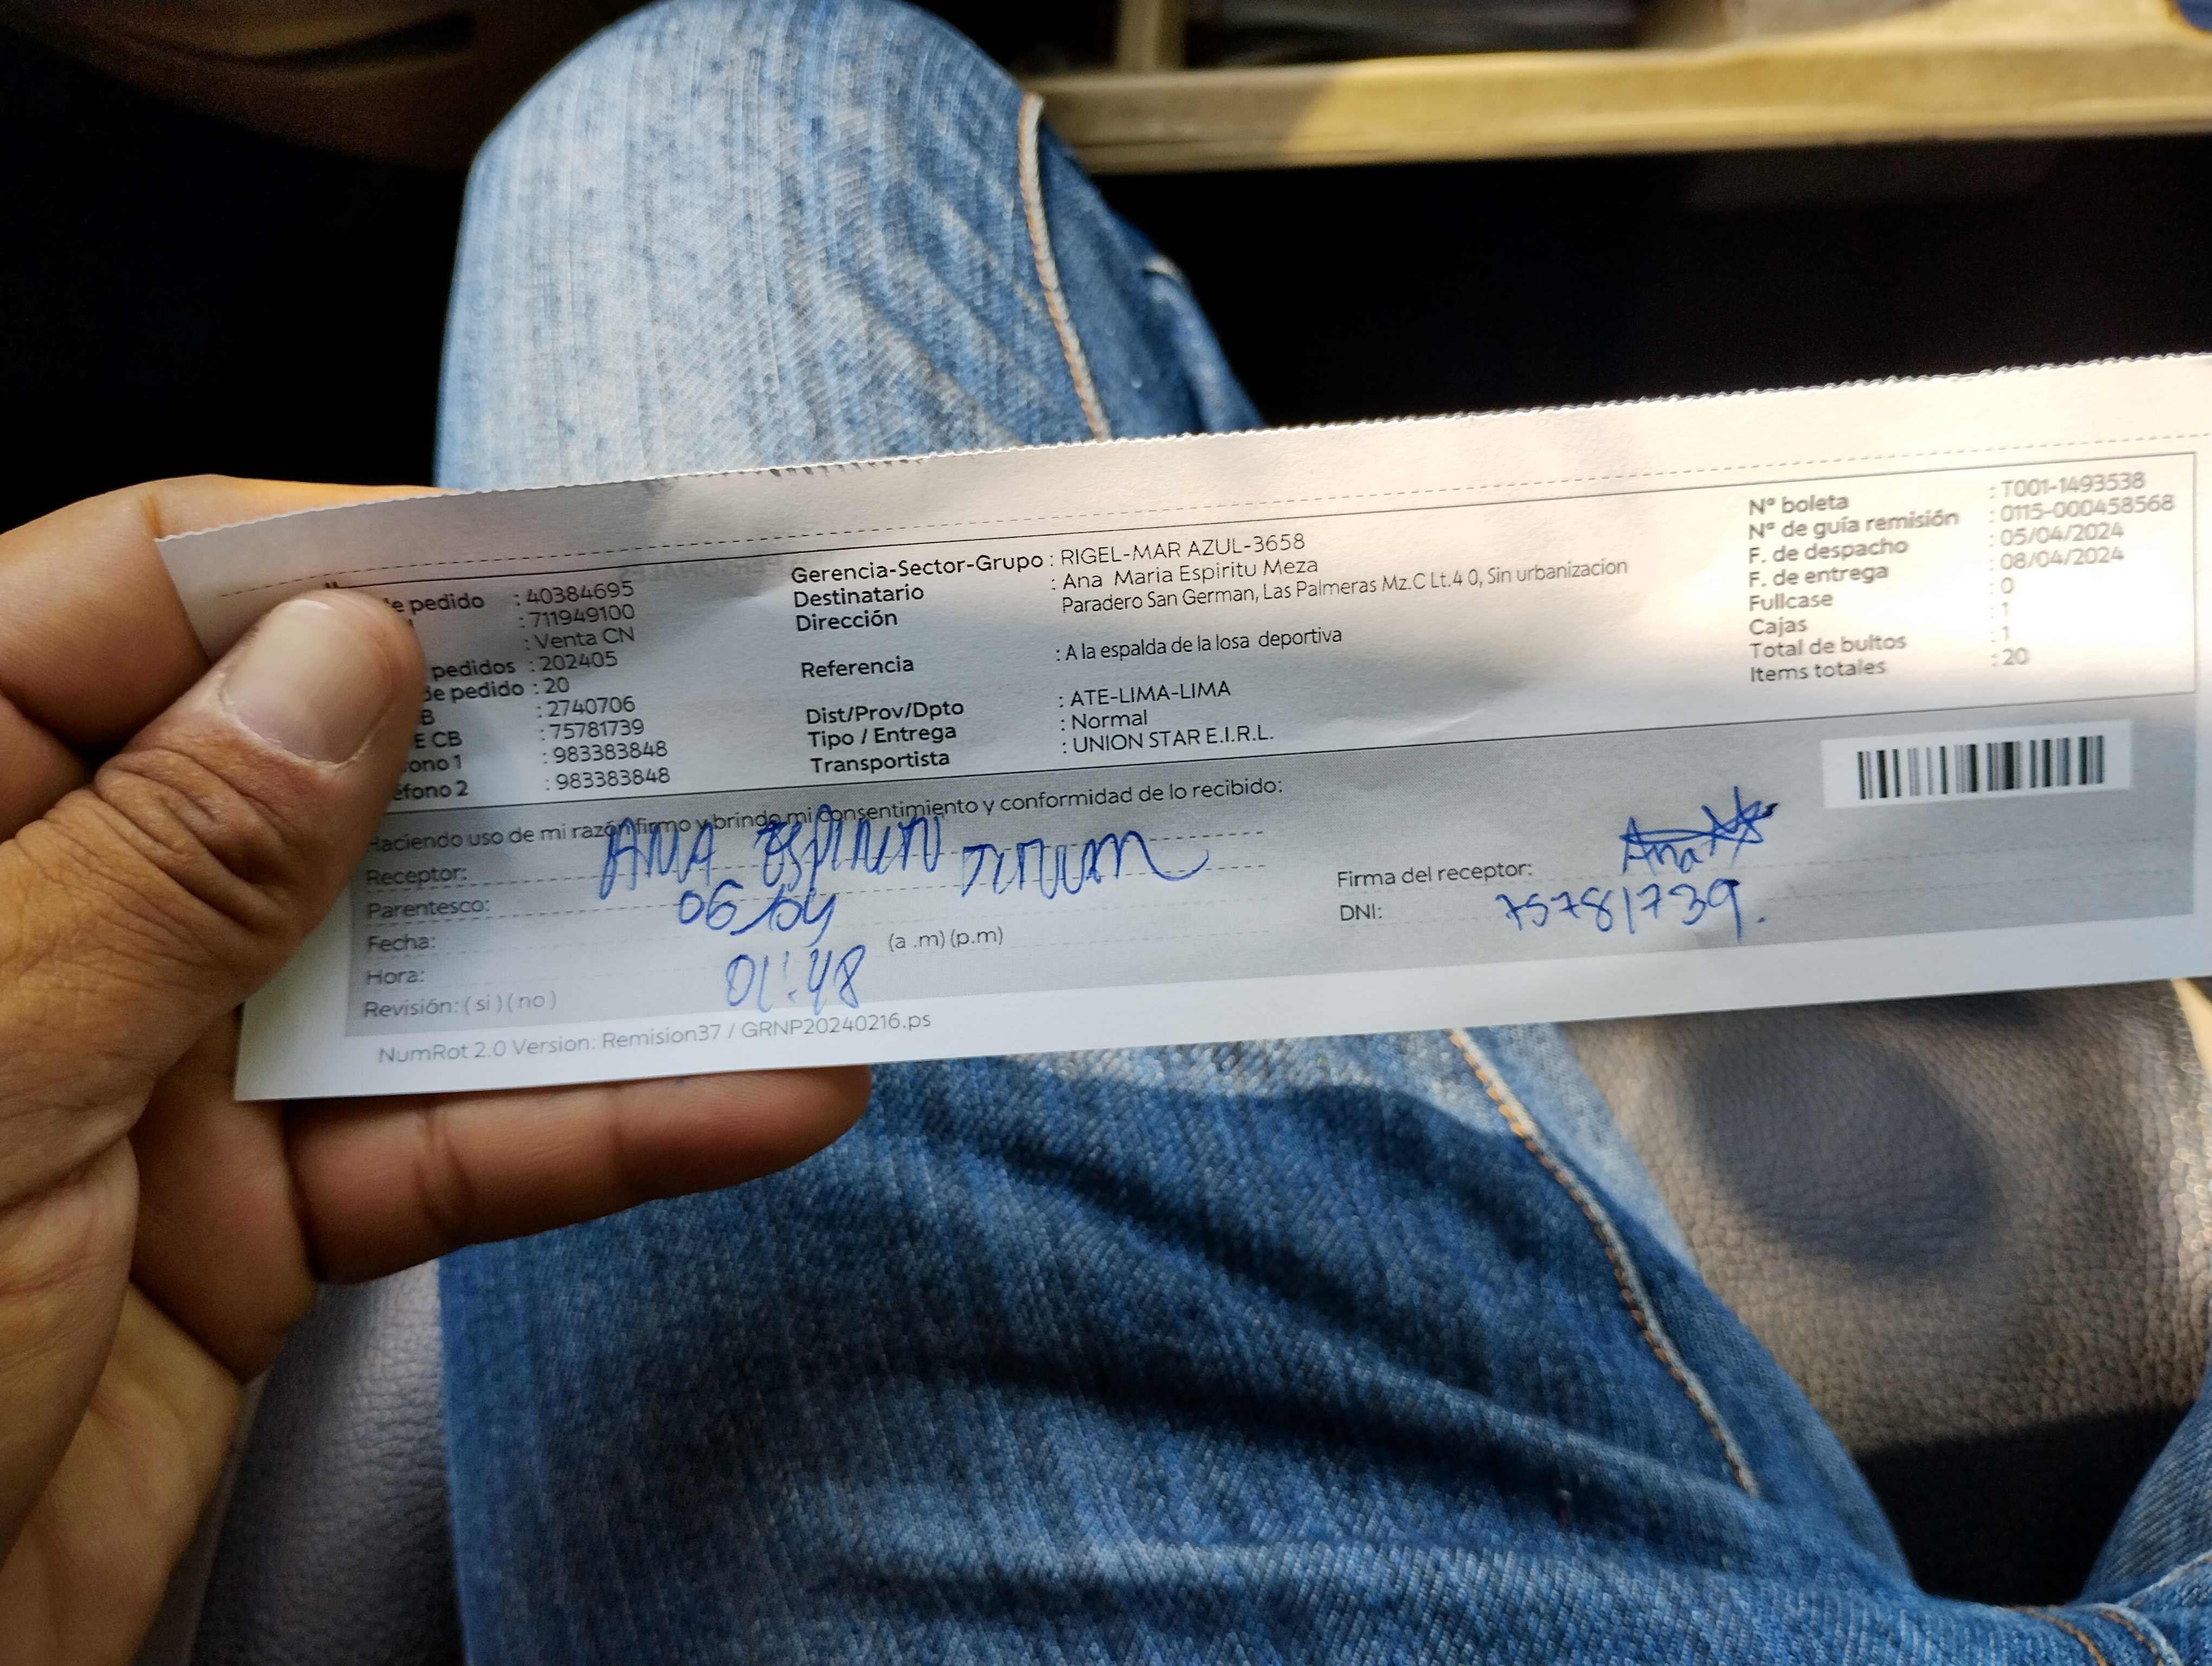 e pedido : 40384695
: 711949100
: Venta CN
pedidos : 202405
de pedido : 20
B : 2740706
E CB : 75781739
ono 1 : 983383848
éfono 2 : 983383848
Gerencia-Sector-Grupo : RIGEL-MAR AZUL-3658
Destinatario : Ana Maria Espiritu Meza
Dirección Paradero San German, Las Palmeras Mz.C Lt.4 0, Sin urbanizacion
Referencia : A la espalda de la losa deportiva
Dist/Prov/Dpto : ATE-LIMA-LIMA
Tipo / Entrega : Normal
Transportista : UNION STAR E.I.R.L.
Nº boleta : T001-1493538
Nº de guía remisión : 0115-000458568
F. de despacho : 05/04/2024
F. de entrega : 08/04/2024
Fullcase : 0
Cajas : 1
Total de bultos : 1
Items totales : 20
Haciendo uso de mi razón firmo y brindo mi consentimiento y conformidad de lo recibido:
Receptor: ANA ESPIRITU
Parentesco: TITULAR
Fecha: 06/04
Hora: 01:48 (a .m) (p.m)
Revisión: ( si ) ( no )
Firma del receptor: Ana
DNI: 75781739.
NumRot 2.0 Version: Remision37 / GRNP20240216.ps